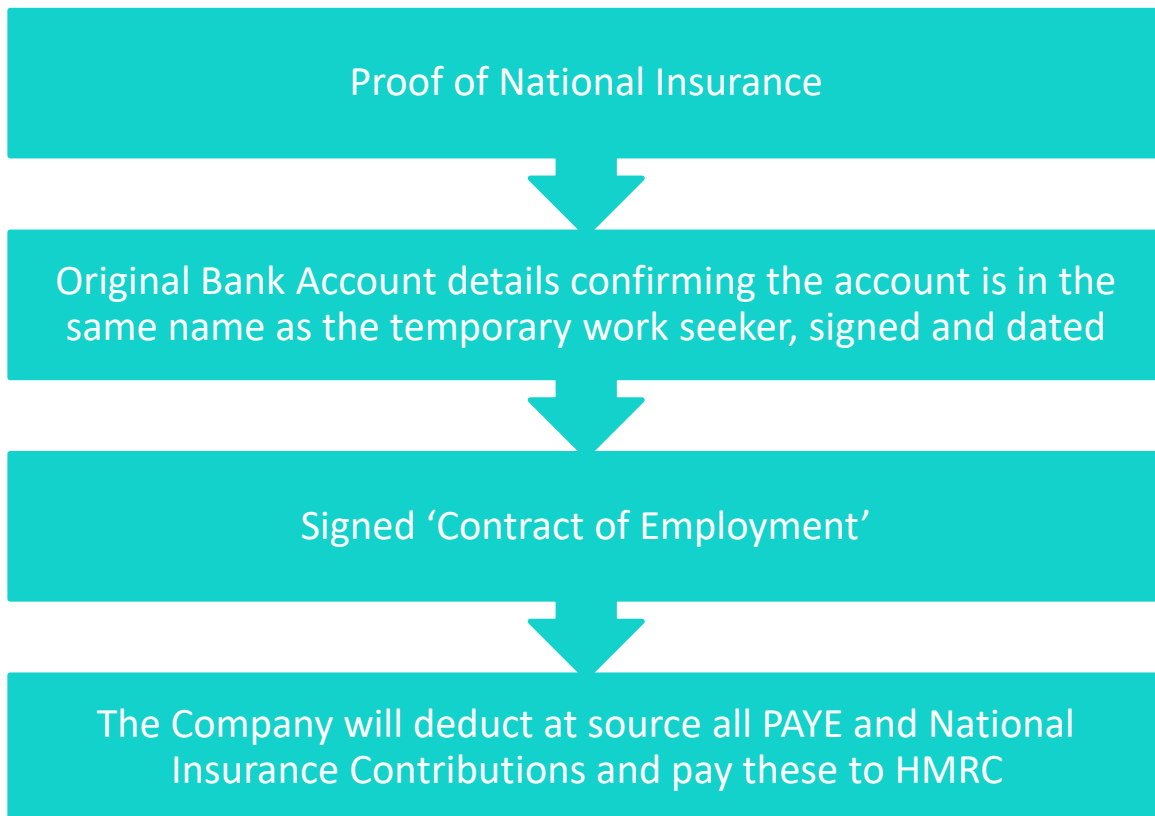 Proof of National Insurance
Original Bank Account details confirming the account is in the
same name as the temporary work seeker, signed and dated
Signed ‘Contract of Employment’
The Company will deduct at source all PAYE and National
Insurance Contributions and pay these to HMRC